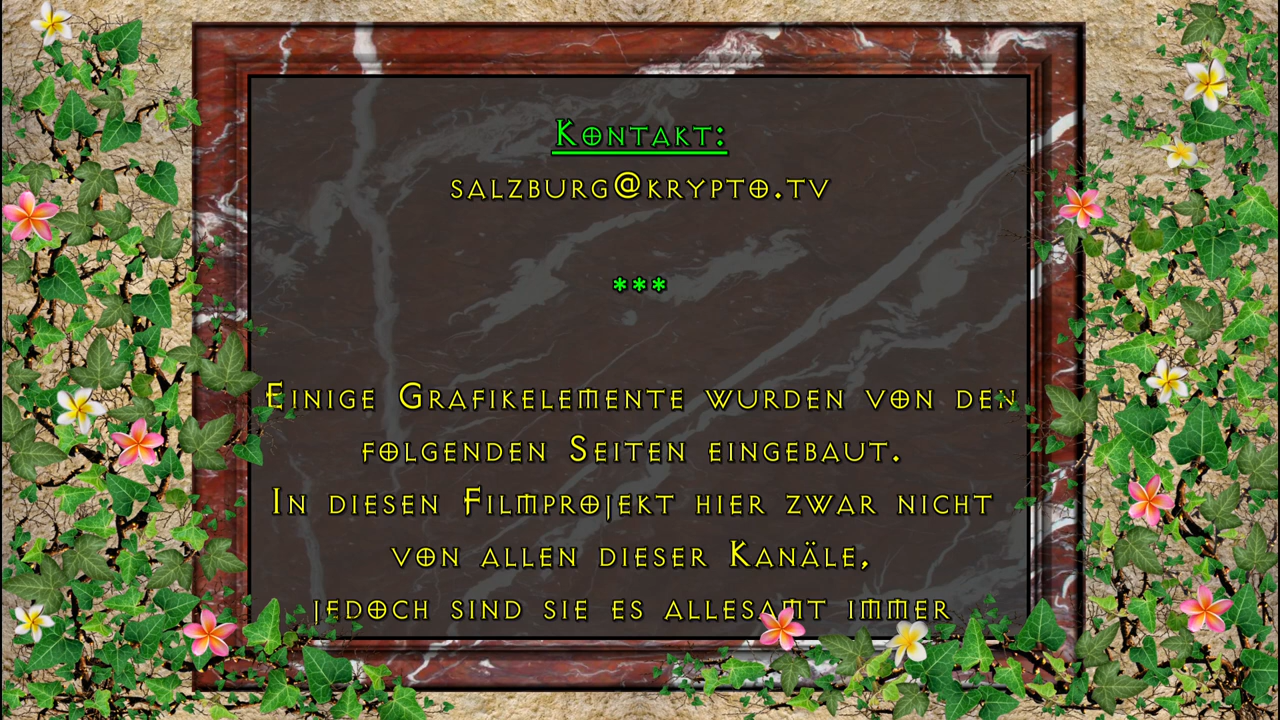 Kontakt:
salzburg@krypto.tv
***
Einige Grafikelemente wurden von den
folgenden Seiten eingebaut.
In diesen Filmprojekt hier zwar nicht
von allen dieser Kanäle,
jedoch sind sie es allesamt immer